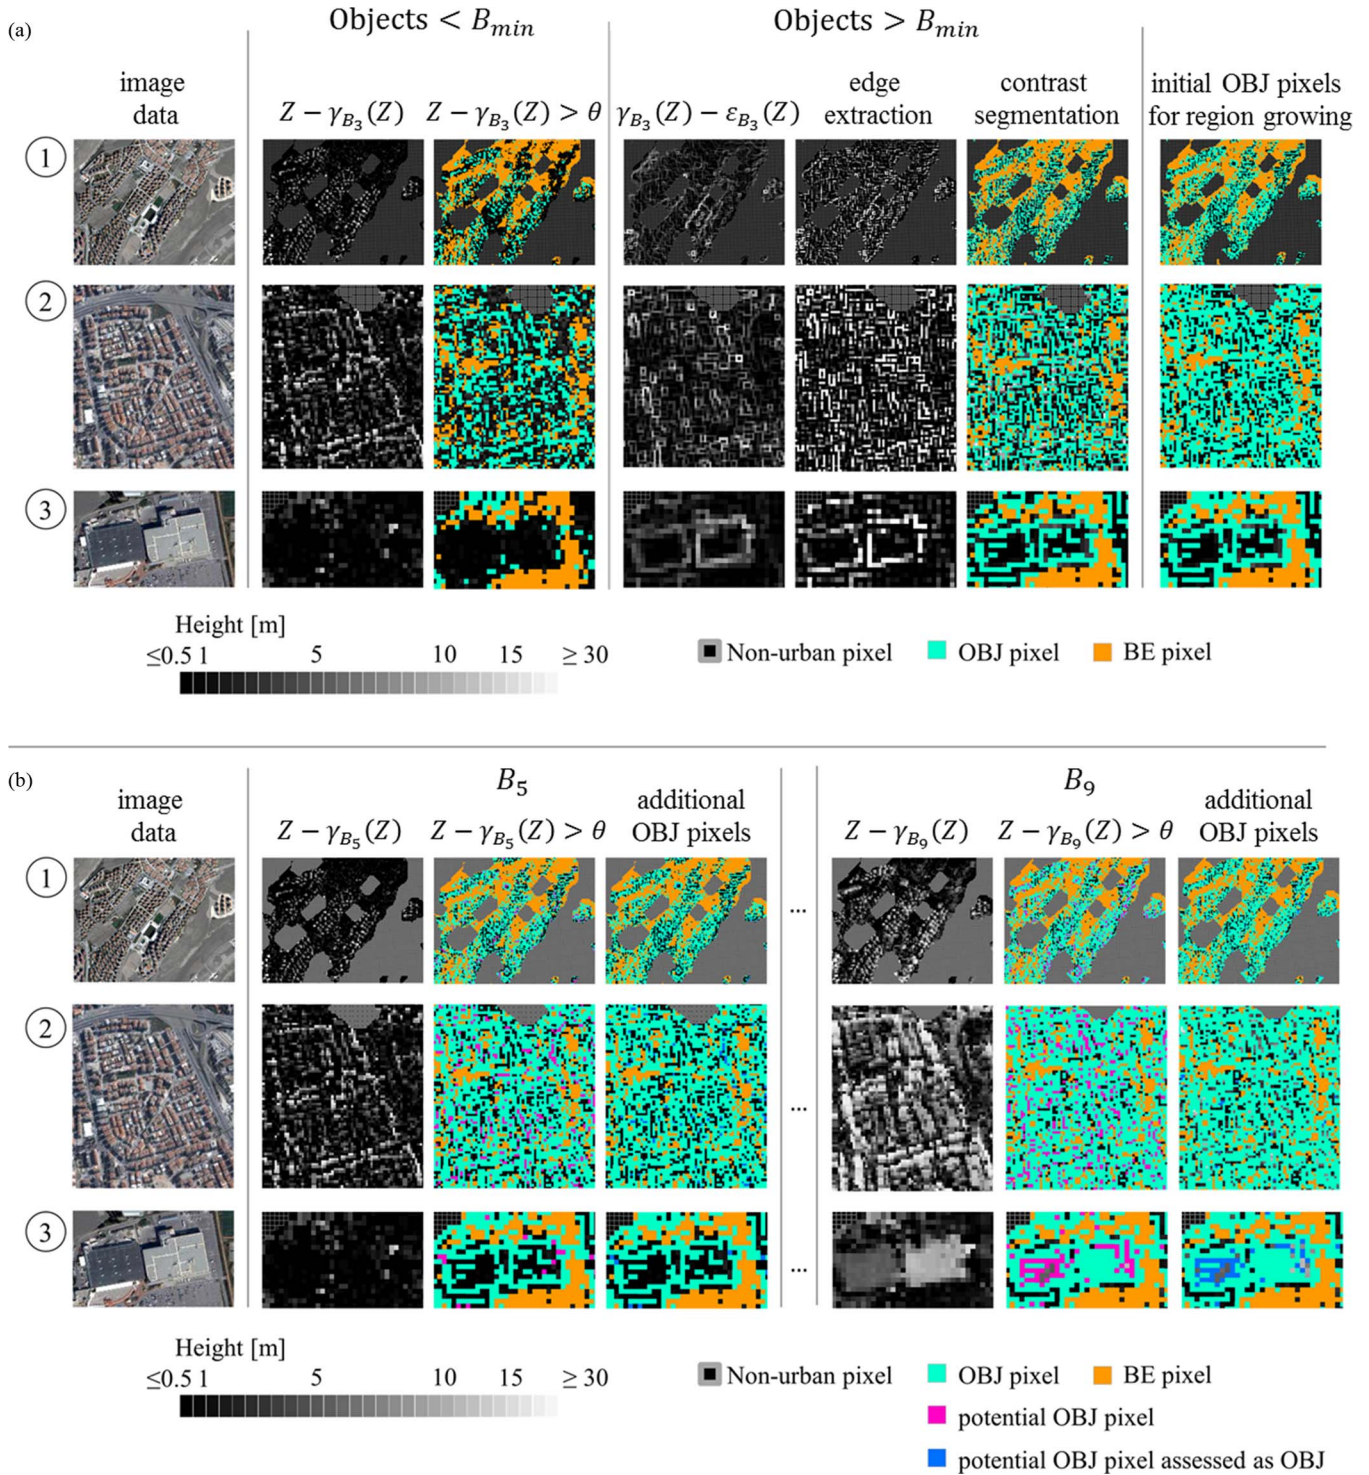 (a)
Objects < B_min
Objects > B_min
image
data
Z − γ_B₃(Z)
Z − γ_B₃(Z) > θ
γ_B₃(Z) − ε_B₃(Z)
edge
extraction
contrast
segmentation
initial OBJ pixels
for region growing
1
2
3
Height [m]
≤0.5 1 5 10 15 ≥ 30
Non-urban pixel
OBJ pixel
BE pixel
(b)
image
data
B₅
Z − γ_B₅(Z)
Z − γ_B₅(Z) > θ
additional
OBJ pixels
B₉
Z − γ_B₉(Z)
Z − γ_B₉(Z) > θ
additional
OBJ pixels
1
...
2
...
3
...
Height [m]
≤0.5 1 5 10 15 ≥ 30
Non-urban pixel
OBJ pixel
BE pixel
potential OBJ pixel
potential OBJ pixel assessed as OBJ